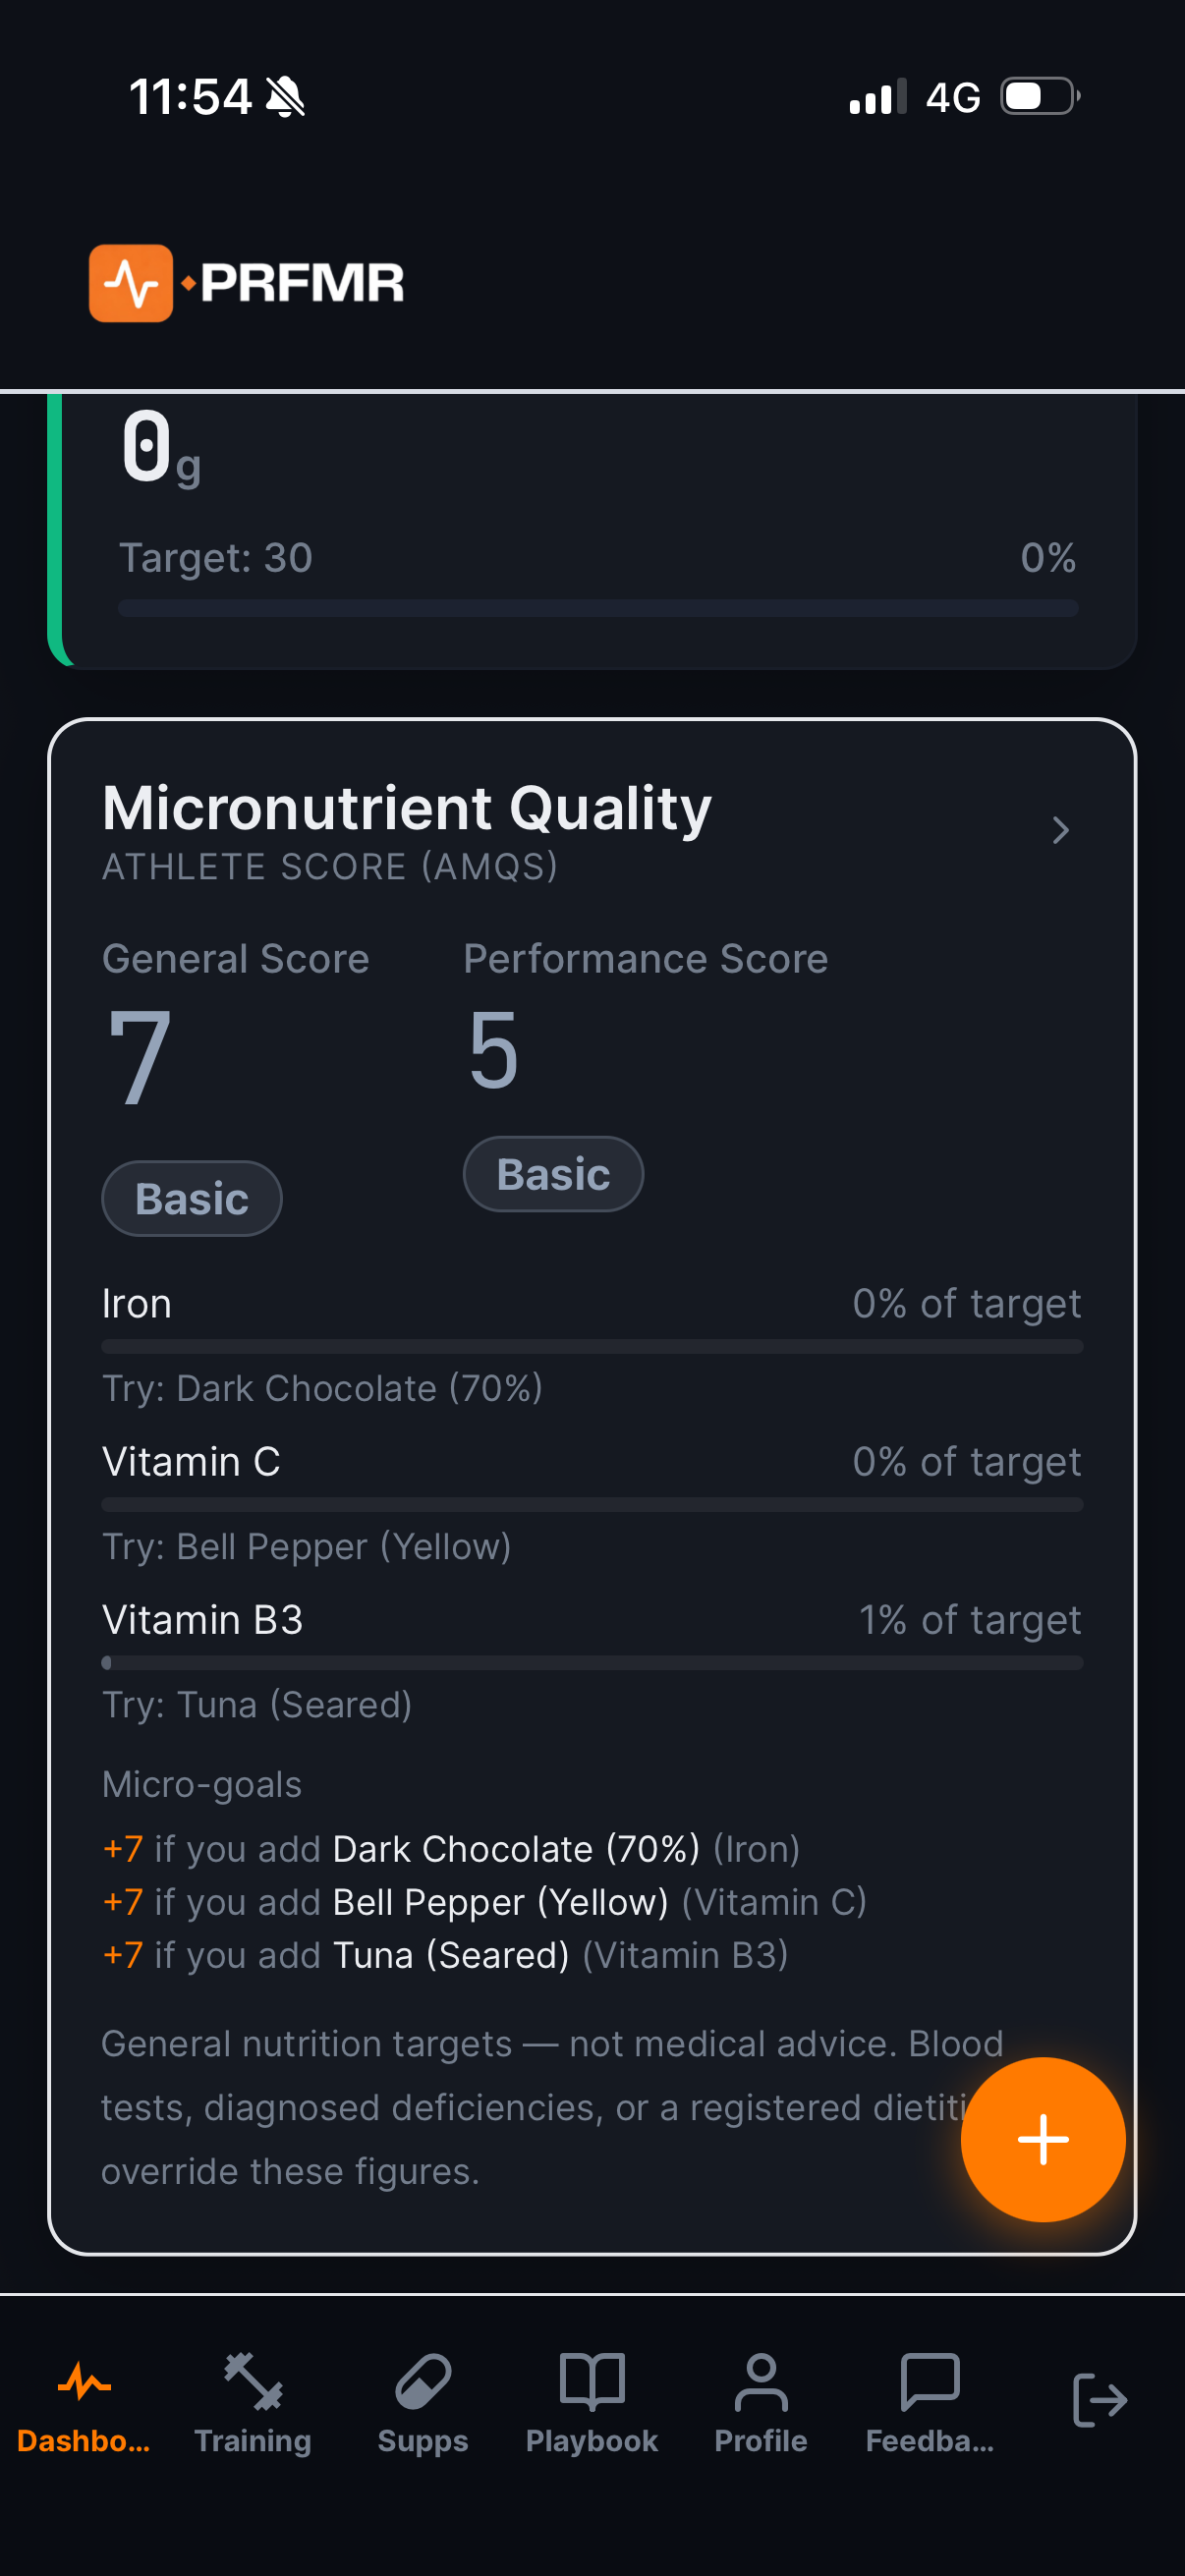 11:54
4G
PRFMR
0g
Target: 30 0%
Micronutrient Quality
ATHLETE SCORE (AMQS)
General Score Performance Score
7 5
Basic Basic
Iron 0% of target
Try: Dark Chocolate (70%)
Vitamin C 0% of target
Try: Bell Pepper (Yellow)
Vitamin B3 1% of target
Try: Tuna (Seared)
Micro-goals
+7 if you add Dark Chocolate (70%) (Iron)
+7 if you add Bell Pepper (Yellow) (Vitamin C)
+7 if you add Tuna (Seared) (Vitamin B3)
General nutrition targets — not medical advice. Blood
tests, diagnosed deficiencies, or a registered dietiti
override these figures.
Dashbo... Training Supps Playbook Profile Feedba...